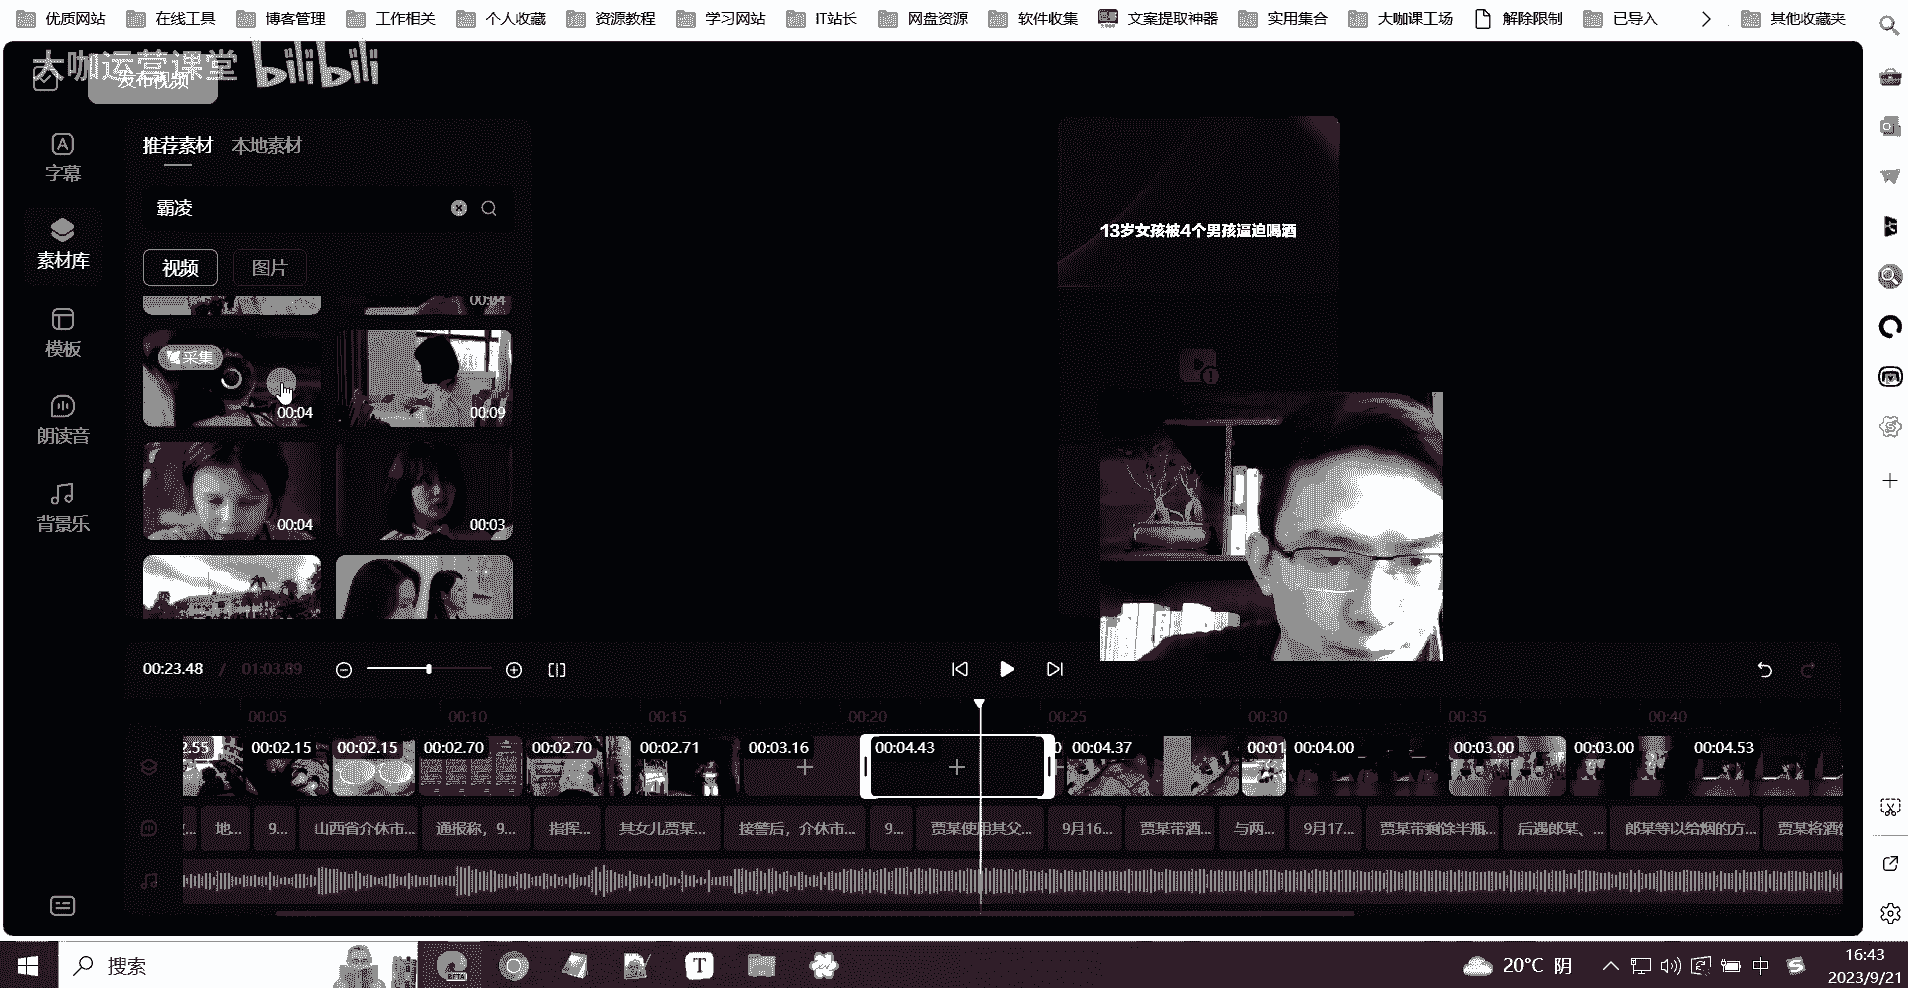 优质网站
在线工具
博客管理
工作相关
个人收藏
资源教程
学习网站
IT站长
网盘资源
软件收集
文案提取神器
实用集合
大咖课工场
解除限制
已导入
其他收藏夹
大咖运营课堂 bilibili
发布视频
推荐素材 本地素材
字幕
霸凌
素材库
视频 图片
00:04
模板
采集
00:04
00:09
朗读音
00:04
00:03
背景乐
13岁女孩被4个男孩逼迫喝酒
00:23.48 / 01:03.89
00:05 00:10 00:15 00:20 00:25 00:30 00:35 00:40
2.55 00:02.15 00:02.15 00:02.70 00:02.70 00:02.71 00:03.16 00:04.43 00:04.37 00:01 00:04.00 00:03.00 00:03.00 00:04.53
地... 9... 山西省介休市... 通报称，9... 指挥... 其女儿贾某... 接警后，介休市... 9... 贾某使用其父... 9月16... 贾某带酒... 与两... 9月17... 贾某带剩余半瓶... 后遇郎某、... 郎某等以给烟的方... 贾某将酒
搜索
BETA
T
20°C 阴
中
16:43
2023/9/21